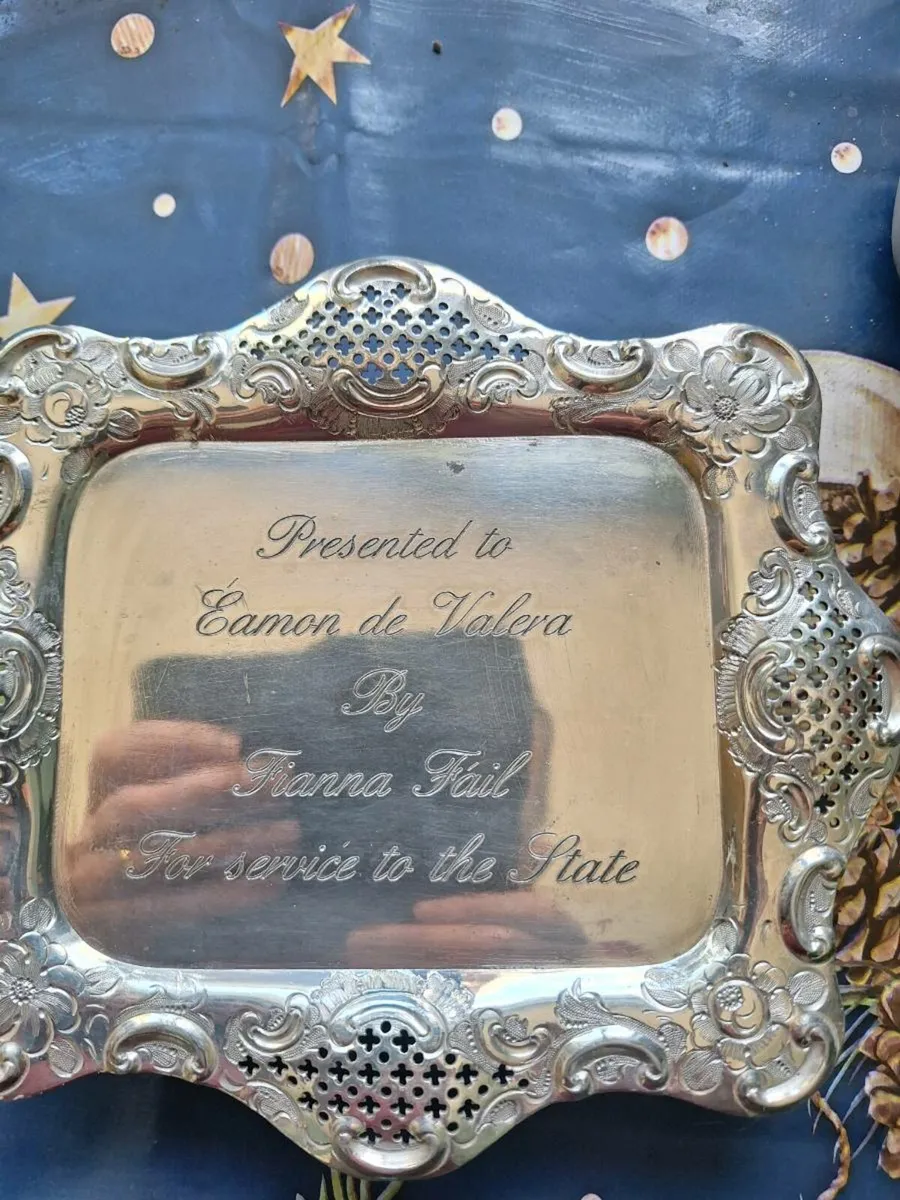 Presented to
Éamon de Valera
By
Fianna Fáil
For service to the State